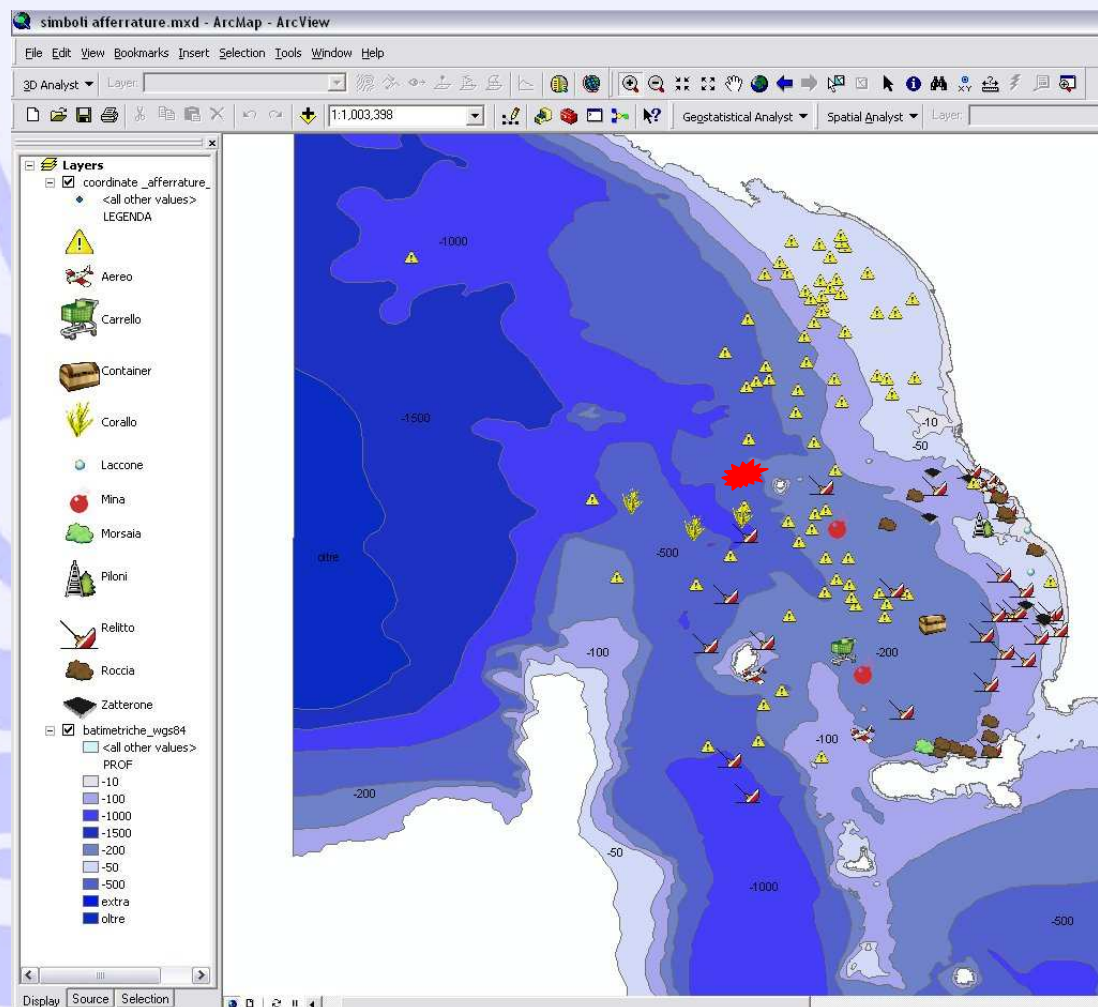 simboli afferrature.mxd - ArcMap - ArcView
File Edit View Bookmarks Insert Selection Tools Window Help
3D Analyst Layer:
1:1,003,398 Geostatistical Analyst Spatial Analyst Layer:
Layers
coordinate _afferrature_
<all other values>
LEGENDA
Aereo
Carrello
Container
Corallo
Laccone
Mina
Morsaia
Piloni
Relitto
Roccia
Zatterone
batimetriche_wgs84
<all other values>
PROF
-10
-100
-1000
-1500
-200
-50
-500
extra
oltre
Display Source Selection
-1000
-1500
-10
-50
oltre
-500
-100
-200
-100
-200
-50
-1000
-500